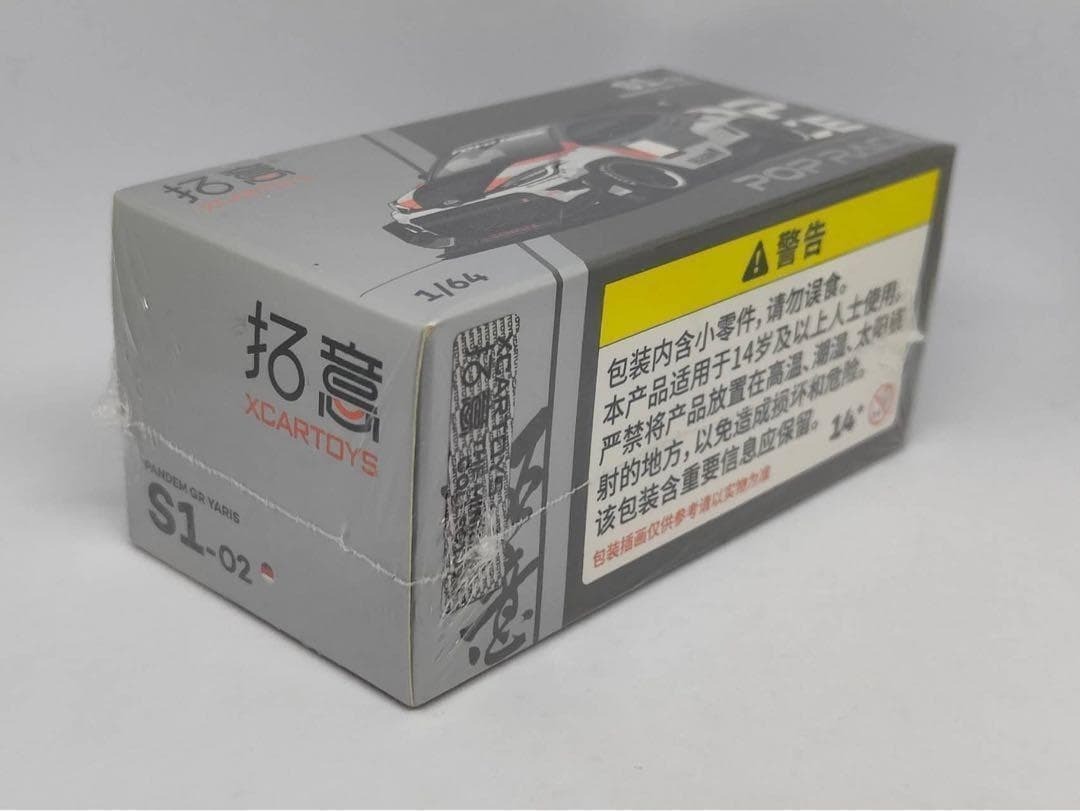 拓意
XCARTOYS
1/64
POP RACE
拓意
XCARTOYS
PANDEM GR YARIS
S1-02
XCARTOYS
拓意
拓意
警告
包装内含小零件，请勿误食。
本产品适用于14岁及以上人士使用。
严禁将产品放置在高温、潮湿、太阳直
射的地方，以免造成损坏和危险。
该包装含重要信息应保留。
14+
包装插画仅供参考请以实物为准